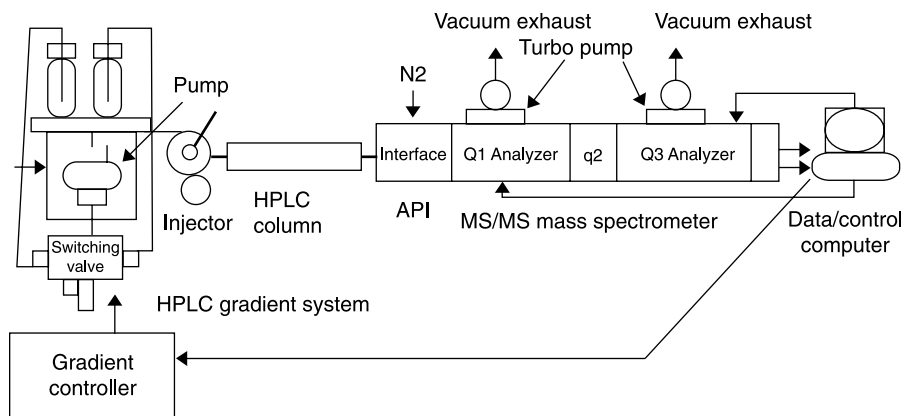 Vacuum exhaust
Vacuum exhaust
Turbo pump
N2
Pump
Interface
Q1 Analyzer
q2
Q3 Analyzer
Injector
HPLC
column
API
MS/MS mass spectrometer
Data/control
computer
Switching
valve
HPLC gradient system
Gradient
controller